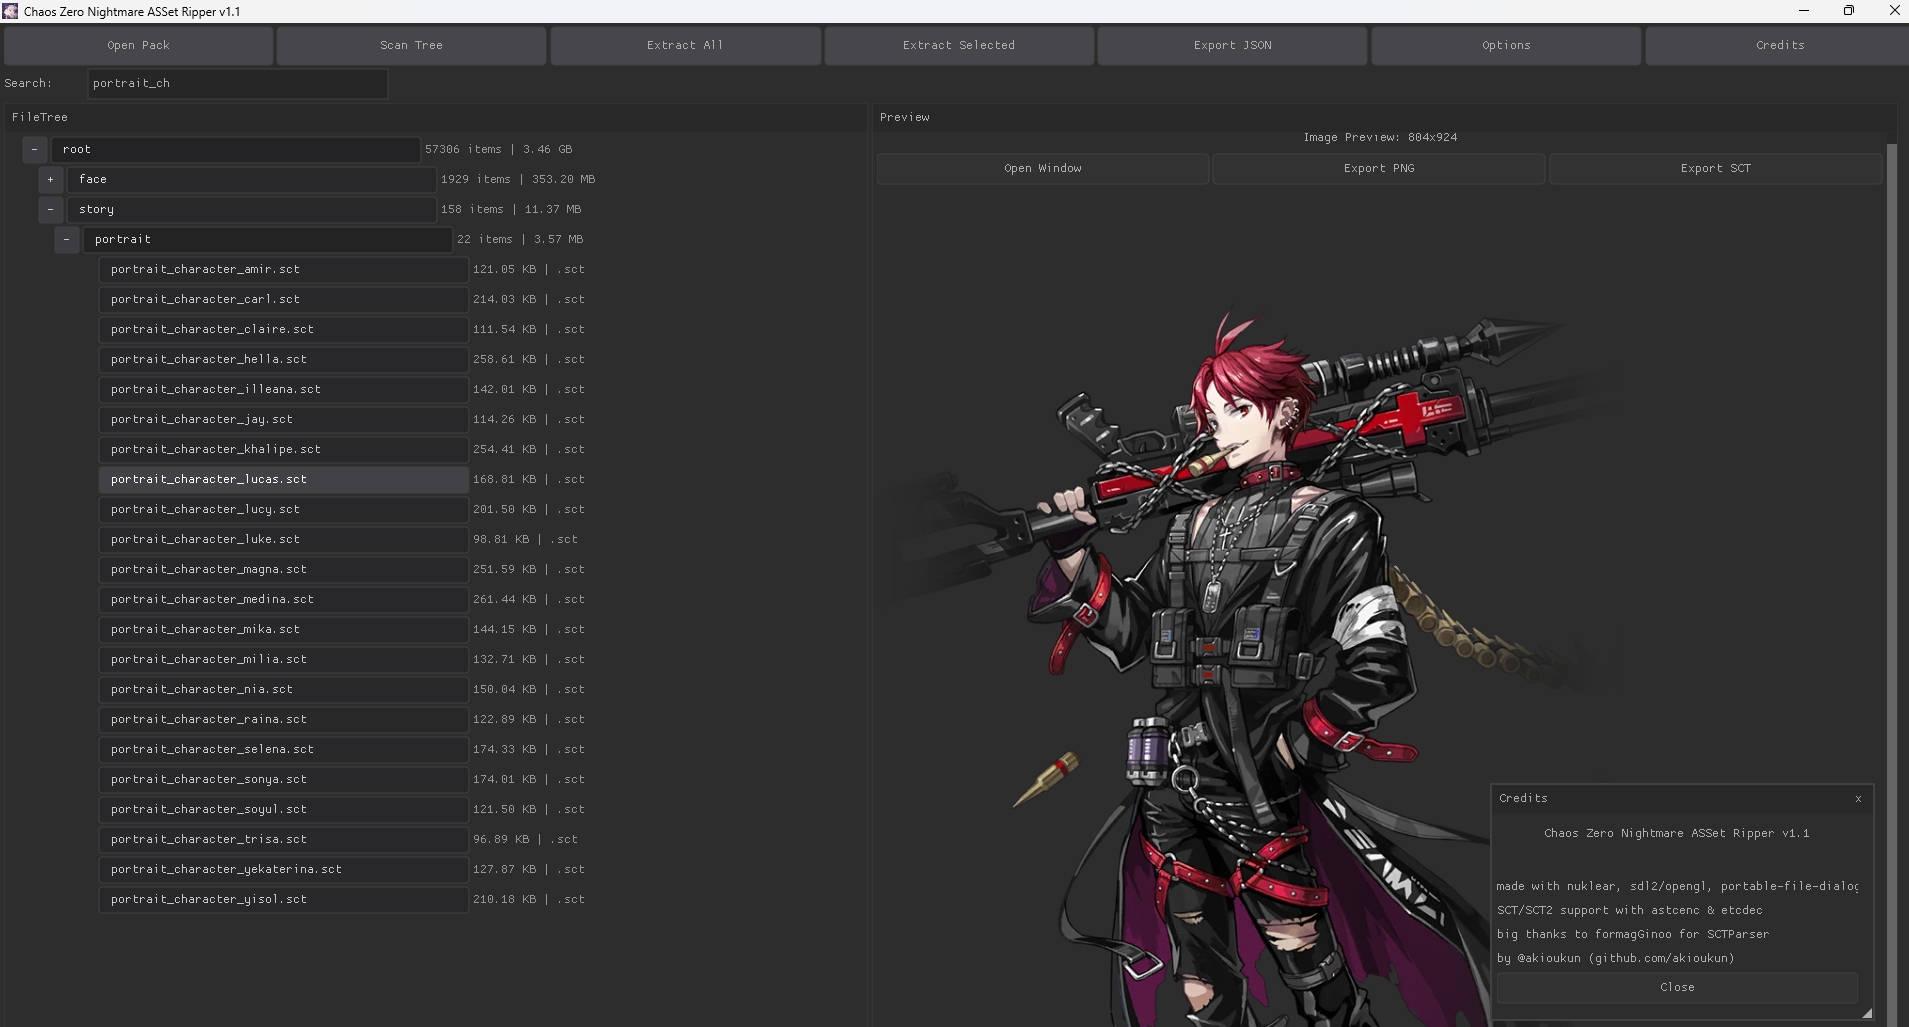 Chaos Zero Nightmare ASSet Ripper v1.1
Open Pack
Scan Tree
Extract All
Extract Selected
Export JSON
Options
Credits
Search:
portrait_ch
FileTree
- root 57306 items | 3.46 GB
+ face 1929 items | 353.20 MB
- story 158 items | 11.37 MB
- portrait 22 items | 3.57 MB
portrait_character_amir.sct 121.05 KB | .sct
portrait_character_carl.sct 214.03 KB | .sct
portrait_character_claire.sct 111.54 KB | .sct
portrait_character_hella.sct 258.61 KB | .sct
portrait_character_illeana.sct 142.01 KB | .sct
portrait_character_jay.sct 114.26 KB | .sct
portrait_character_khalipe.sct 254.41 KB | .sct
portrait_character_lucas.sct 168.81 KB | .sct
portrait_character_lucy.sct 201.50 KB | .sct
portrait_character_luke.sct 98.81 KB | .sct
portrait_character_magna.sct 251.59 KB | .sct
portrait_character_medina.sct 261.44 KB | .sct
portrait_character_mika.sct 144.15 KB | .sct
portrait_character_milia.sct 132.71 KB | .sct
portrait_character_nia.sct 150.04 KB | .sct
portrait_character_raina.sct 122.89 KB | .sct
portrait_character_selena.sct 174.33 KB | .sct
portrait_character_sonya.sct 174.01 KB | .sct
portrait_character_soyul.sct 121.50 KB | .sct
portrait_character_trisa.sct 96.89 KB | .sct
portrait_character_yekaterina.sct 127.87 KB | .sct
portrait_character_yisol.sct 210.18 KB | .sct
Preview
Image Preview: 804x924
Open Window
Export PNG
Export SCT
Credits x
Chaos Zero Nightmare ASSet Ripper v1.1
made with nuklear, sdl2/opengl, portable-file-dialog
SCT/SCT2 support with astcenc & etcdec
big thanks to formagGinoo for SCTParser
by @akioukun (github.com/akioukun)
Close